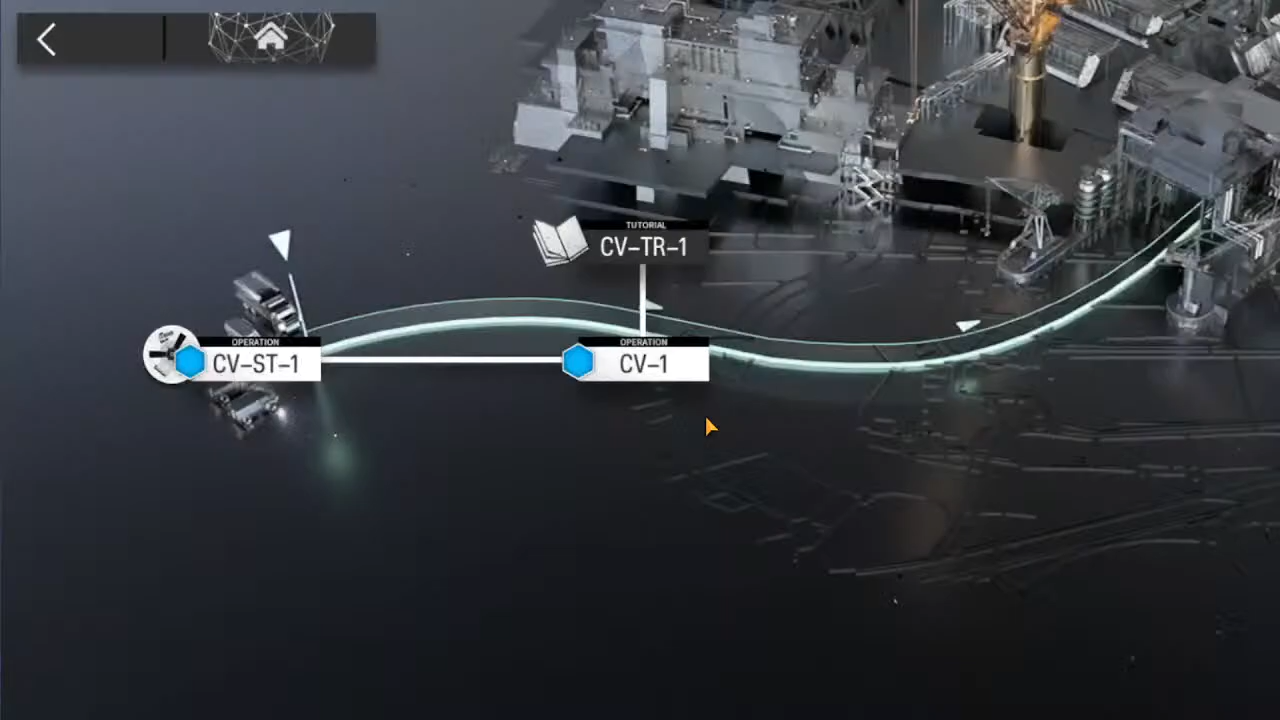 TUTORIAL
CV-TR-1
OPERATION
CV-ST-1
OPERATION
CV-1